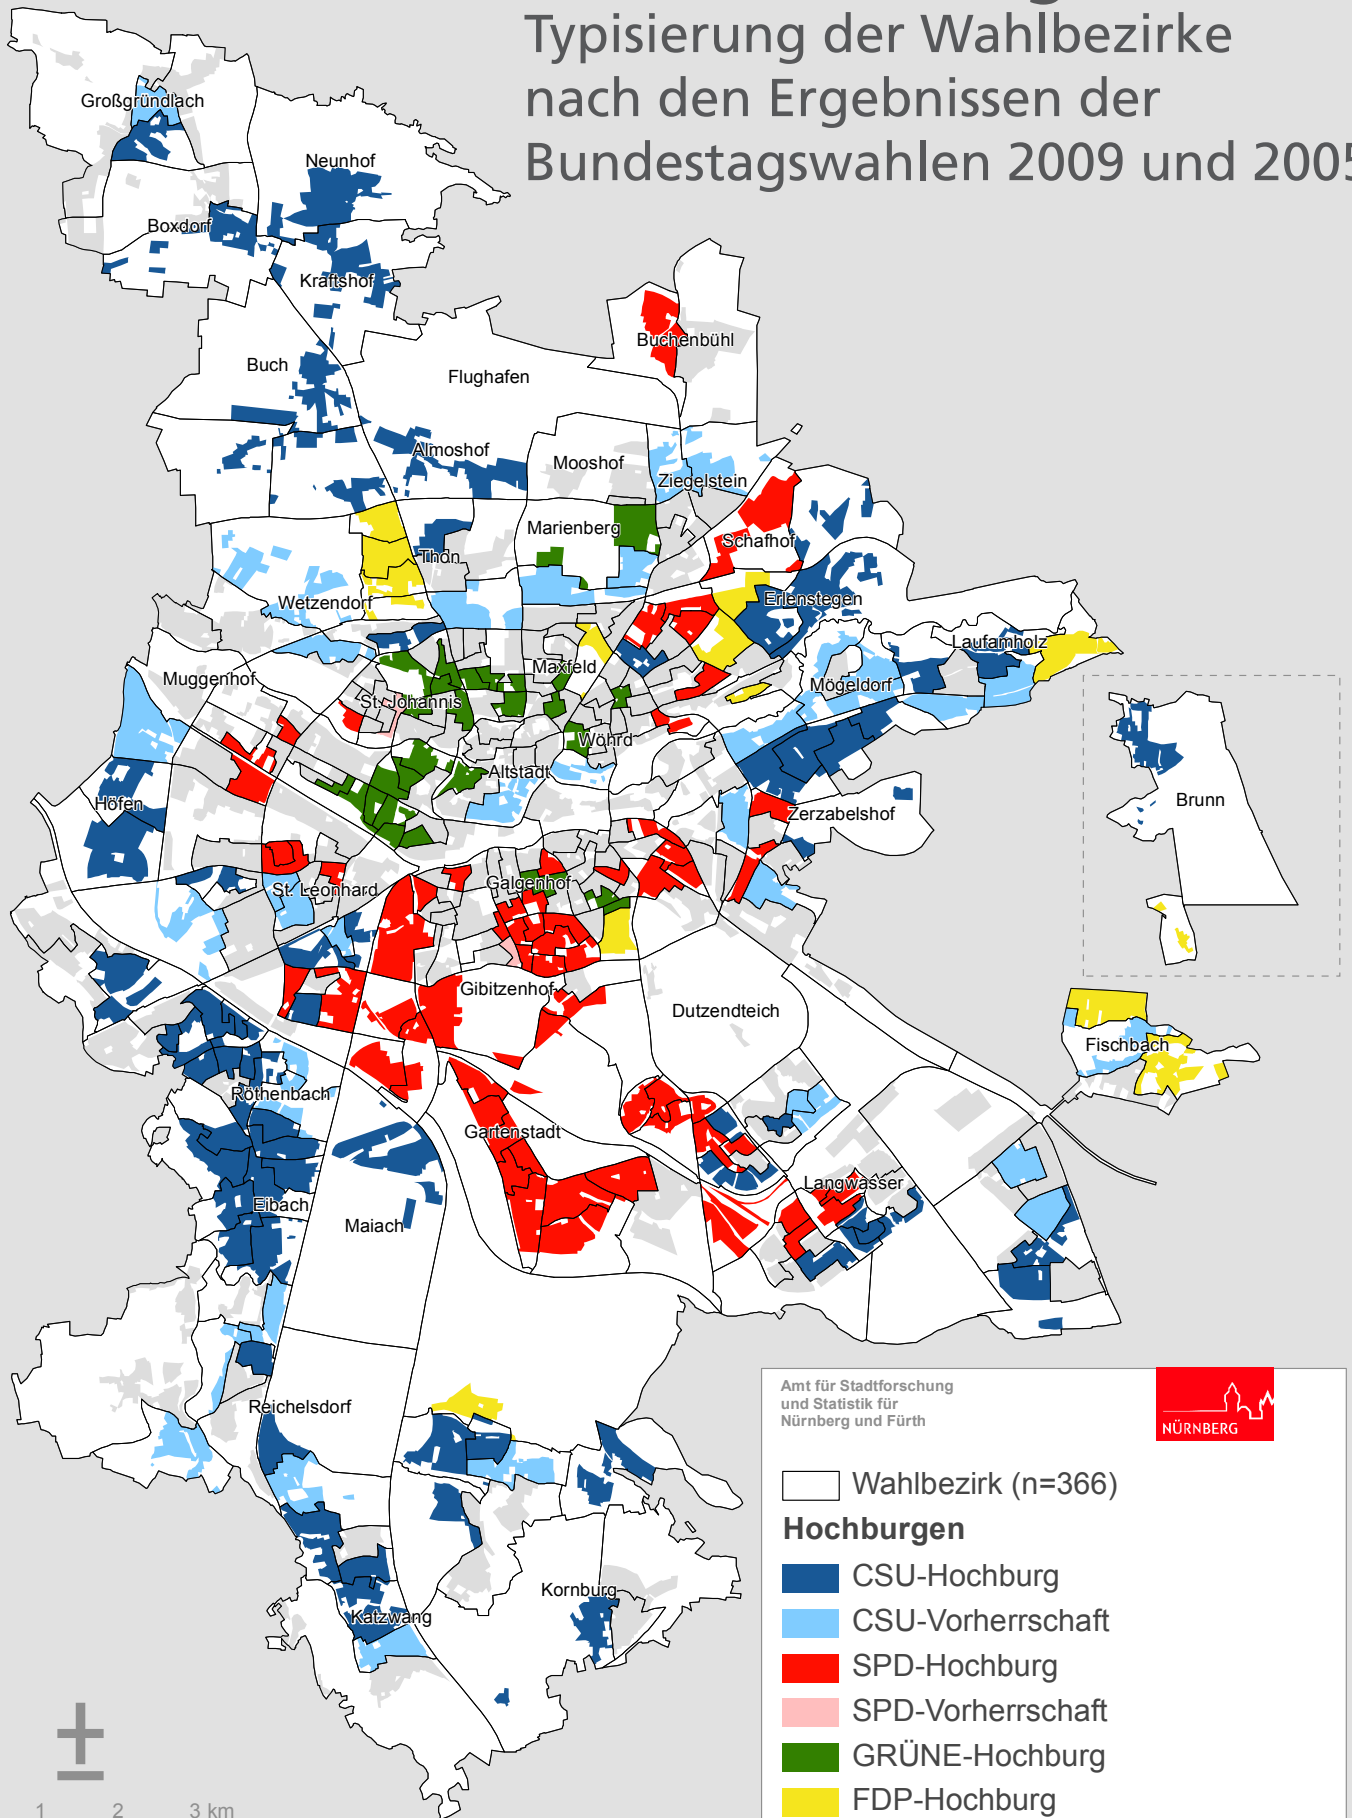 Typisierung der Wahlbezirke
nach den Ergebnissen der
Bundestagswahlen 2009 und 2005
Großgründlach
Neunhof
Boxdorf
Kraftshof
Buchenbühl
Buch
Flughafen
Almoshof
Mooshof
Ziegelstein
Marienberg
Schafhof
Thon
Wetzendorf
Erlenstegen
Laufamholz
Maxfeld
Muggenhof
Mögeldorf
St. Johannis
Wöhrd
Altstadt
Höfen
Zerzabelshof
Brunn
St. Leonhard
Galgenhof
Gibitzenhof
Dutzendteich
Fischbach
Röthenbach
Gartenstadt
Langwasser
Eibach
Maiach
Reichelsdorf
Kornburg
Katzwang
Amt für Stadtforschung
und Statistik für
Nürnberg und Fürth
NÜRNBERG
Wahlbezirk (n=366)
Hochburgen
CSU-Hochburg
CSU-Vorherrschaft
SPD-Hochburg
SPD-Vorherrschaft
GRÜNE-Hochburg
FDP-Hochburg
1 2 3 km